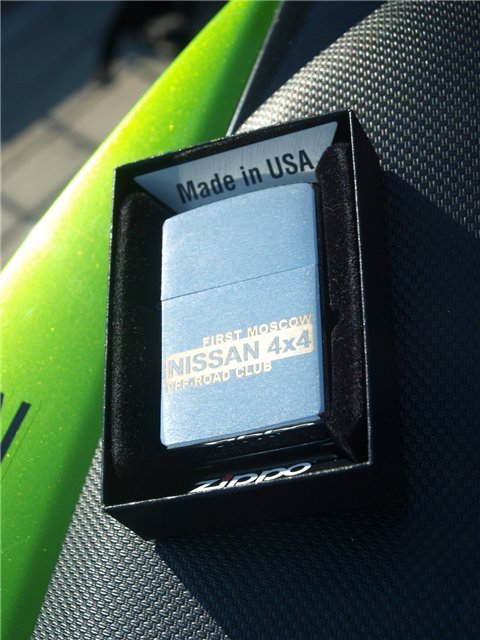 Made in USA
FIRST MOSCOW
NISSAN 4x4
OFF-ROAD CLUB
ZIPPO